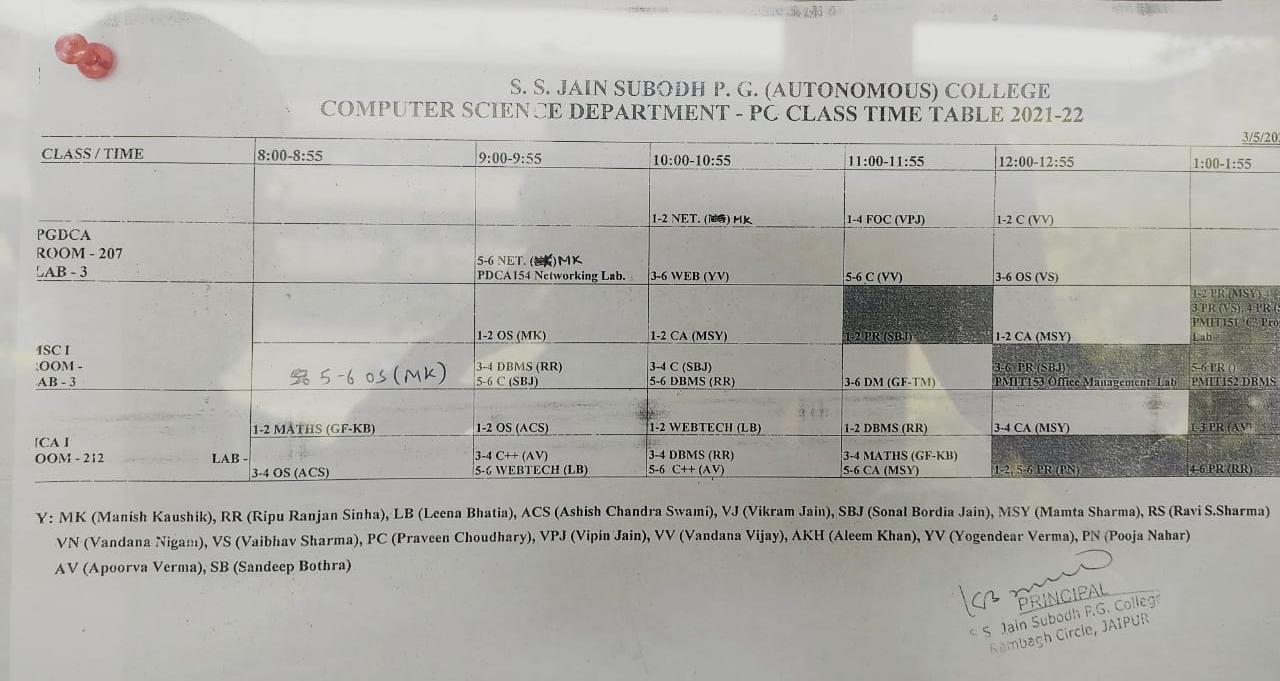 S. S. JAIN SUBODH P. G. (AUTONOMOUS) COLLEGE
COMPUTER SCIENCE DEPARTMENT - PC CLASS TIME TABLE 2021-22
3/5/20
CLASS / TIME 8:00-8:55 9:00-9:55 10:00-10:55 11:00-11:55 12:00-12:55 1:00-1:55
1-2 NET. MK 1-4 FOC (VPJ) 1-2 C (VV)
PGDCA
ROOM - 207
LAB - 3
5-6 NET. MK
PDCA154 Networking Lab. 3-6 WEB (YV) 5-6 C (VV) 3-6 OS (VS)
1-2 PR (MSY)
3 PR (VS), 4 PR
PMIT151 'C' Pro
Lab
1-2 OS (MK) 1-2 CA (MSY) 1-2 PR (SBJ) 1-2 CA (MSY)
MSC I
OOM -
AB - 3
5-6 OS (MK)
3-4 DBMS (RR) 3-4 C (SBJ) 3-6 PR (SBJ) 5-6 PR ()
5-6 C (SBJ) 5-6 DBMS (RR) 3-6 DM (GF-TM) PMIT153 Office Management Lab PMIT152 DBMS
1-2 MATHS (GF-KB) 1-2 OS (ACS) 1-2 WEBTECH (LB) 1-2 DBMS (RR) 3-4 CA (MSY) 1-3 PR (AV)
CA I
OOM - 212 LAB -
3-4 C++ (AV) 3-4 DBMS (RR) 3-4 MATHS (GF-KB)
3-4 OS (ACS) 5-6 WEBTECH (LB) 5-6 C++ (AV) 5-6 CA (MSY) 1-2, 5-6 PR (PN) 4-6 PR (RR)
Y: MK (Manish Kaushik), RR (Ripu Ranjan Sinha), LB (Leena Bhatia), ACS (Ashish Chandra Swami), VJ (Vikram Jain), SBJ (Sonal Bordia Jain), MSY (Mamta Sharma), RS (Ravi S.Sharma)
VN (Vandana Nigam), VS (Vaibhav Sharma), PC (Praveen Choudhary), VPJ (Vipin Jain), VV (Vandana Vijay), AKH (Aleem Khan), YV (Yogendear Verma), PN (Pooja Nahar)
AV (Apoorva Verma), SB (Sandeep Bothra)
PRINCIPAL
S Jain Subodh P.G. College
Rambagh Circle, JAIPUR